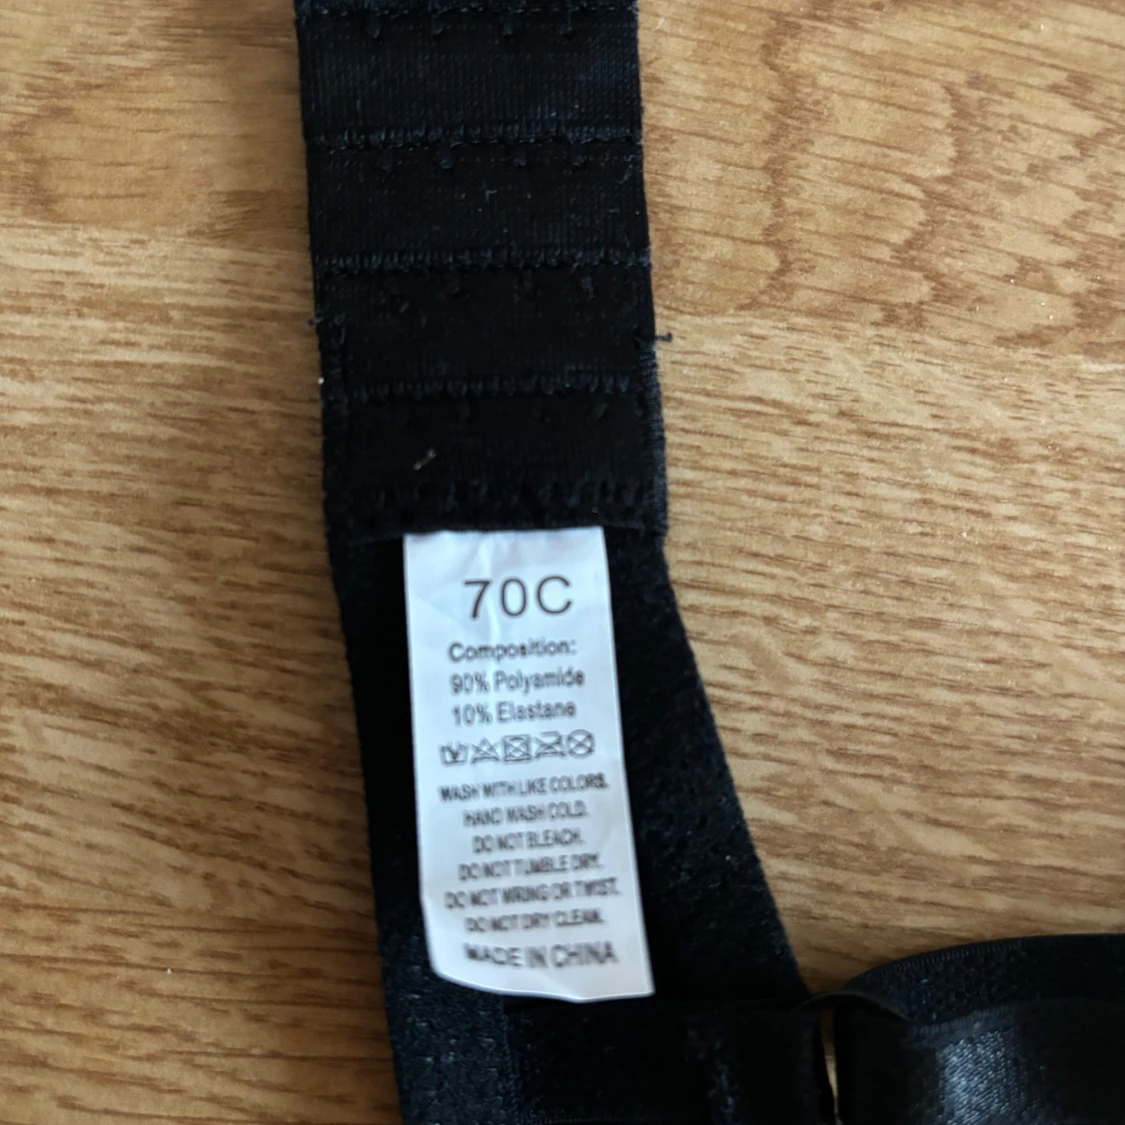 70C
Composition:
90% Polyamide
10% Elastane
WASH WITH LIKE COLORS.
HAND WASH COLD.
DO NOT BLEACH.
DO NOT TUMBLE DRY.
DO NOT WRING OR TWIST.
DO NOT DRY CLEAN.
MADE IN CHINA